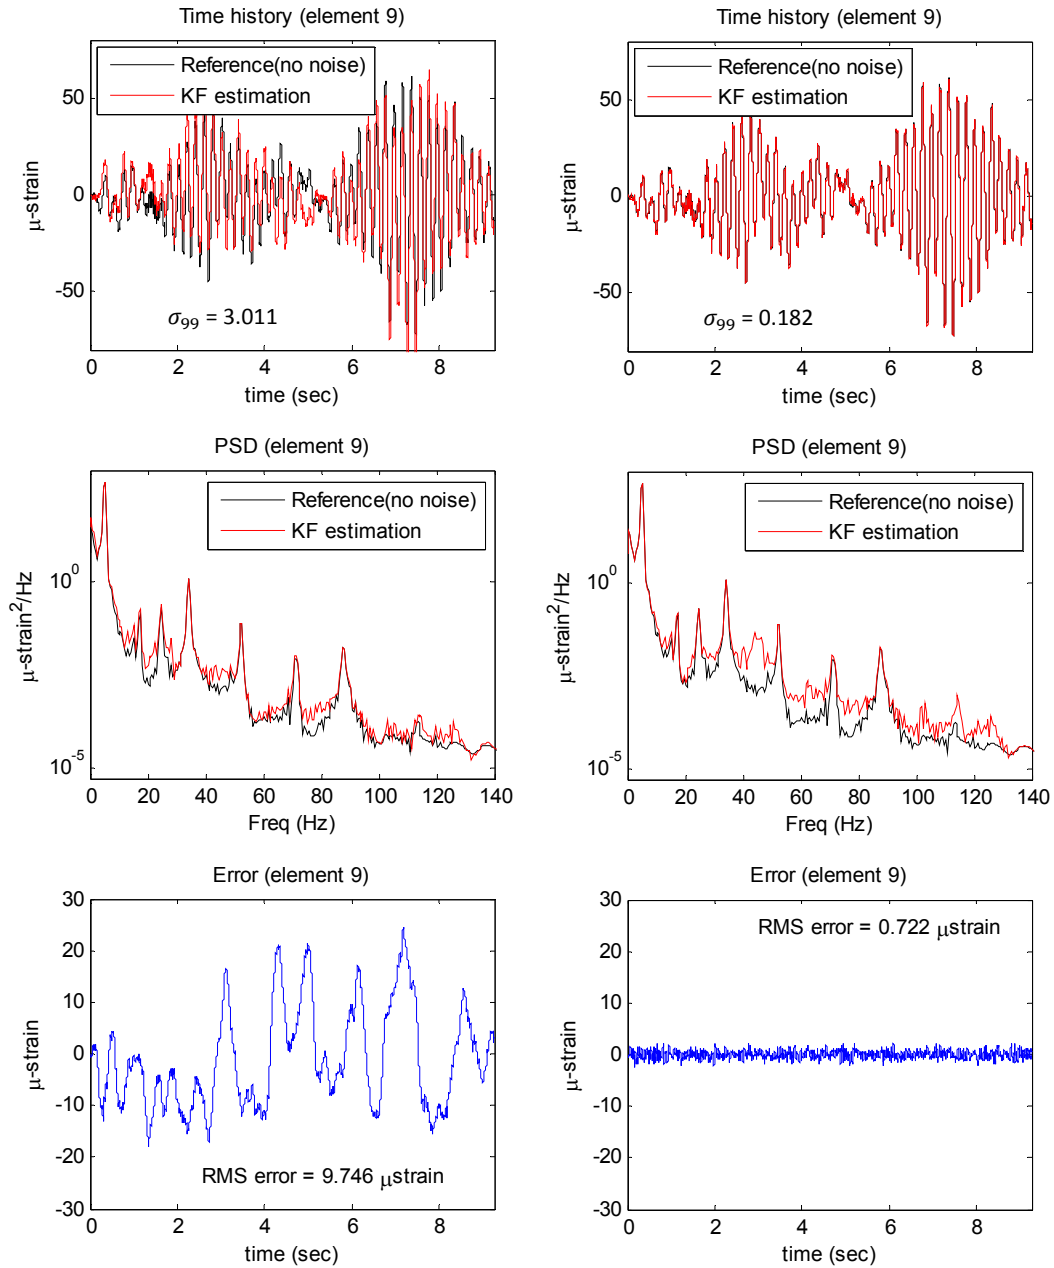 Time history (element 9)
Reference(no noise)
KF estimation
50
0
-50
μ-strain
σ99 = 3.011
0 2 4 6 8
time (sec)
Time history (element 9)
Reference(no noise)
KF estimation
50
0
-50
μ-strain
σ99 = 0.182
0 2 4 6 8
time (sec)
PSD (element 9)
Reference(no noise)
KF estimation
10^0
10^-5
μ-strain^2/Hz
0 20 40 60 80 100 120 140
Freq (Hz)
PSD (element 9)
Reference(no noise)
KF estimation
10^0
10^-5
μ-strain^2/Hz
0 20 40 60 80 100 120 140
Freq (Hz)
Error (element 9)
30
20
10
0
-10
-20
-30
μ-strain
RMS error = 9.746 μstrain
0 2 4 6 8
time (sec)
Error (element 9)
RMS error = 0.722 μstrain
30
20
10
0
-10
-20
-30
μ-strain
0 2 4 6 8
time (sec)